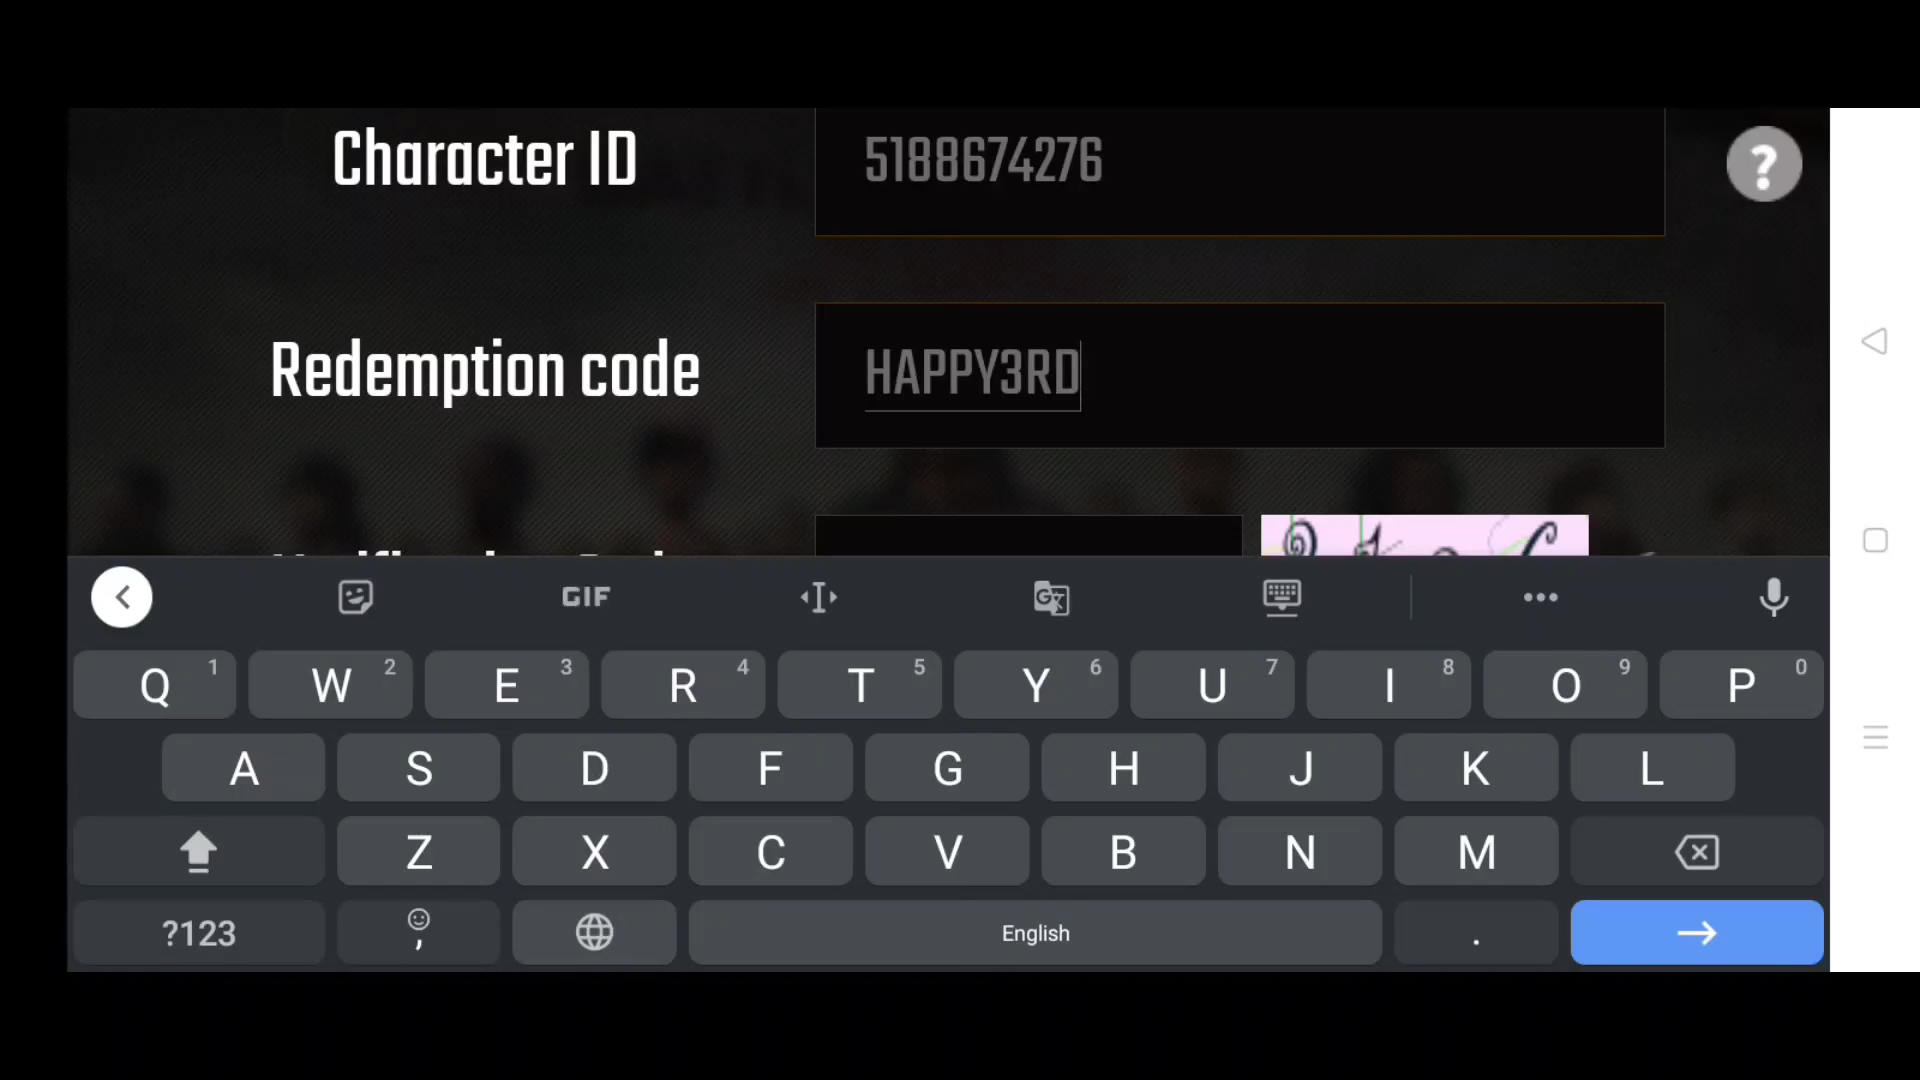 Character ID
5188674276
?
Redemption code
HAPPY3RD
GIF
G
Q 1 W 2 E 3 R 4 T 5 Y 6 U 7 I 8 O 9 P 0
A S D F G H J K L
Z X C V B N M
?123 , English .